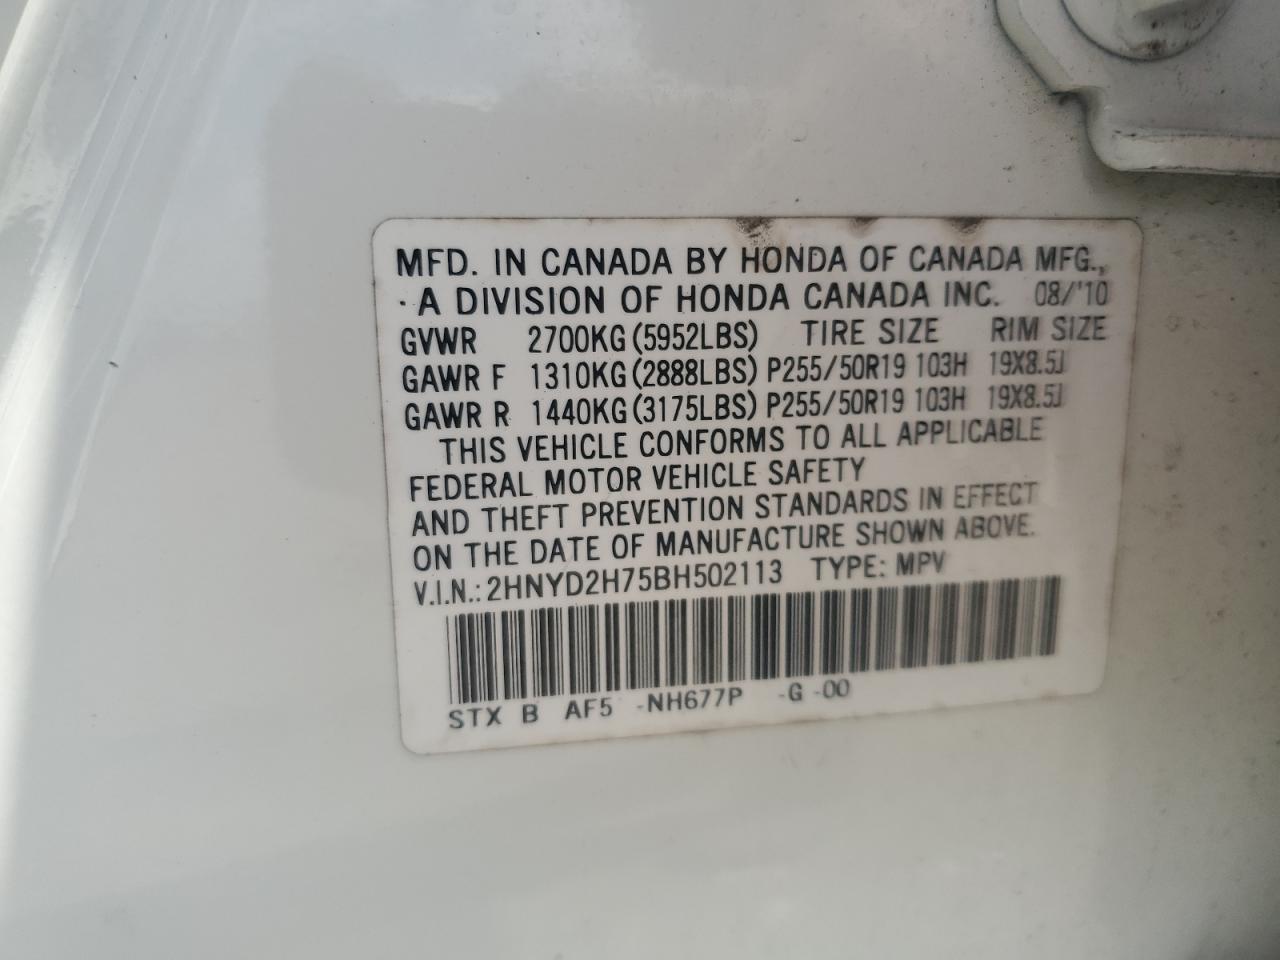 MFD. IN CANADA BY HONDA OF CANADA MFG.,
A DIVISION OF HONDA CANADA INC. 08/'10
GVWR 2700KG (5952LBS) TIRE SIZE RIM SIZE
GAWR F 1310KG (2888LBS) P255/50R19 103H 19X8.5J
GAWR R 1440KG (3175LBS) P255/50R19 103H 19X8.5J
THIS VEHICLE CONFORMS TO ALL APPLICABLE
FEDERAL MOTOR VEHICLE SAFETY
AND THEFT PREVENTION STANDARDS IN EFFECT
ON THE DATE OF MANUFACTURE SHOWN ABOVE.
V.I.N.: 2HNYD2H75BH502113 TYPE: MPV
STX B AF5 -NH677P -G -00